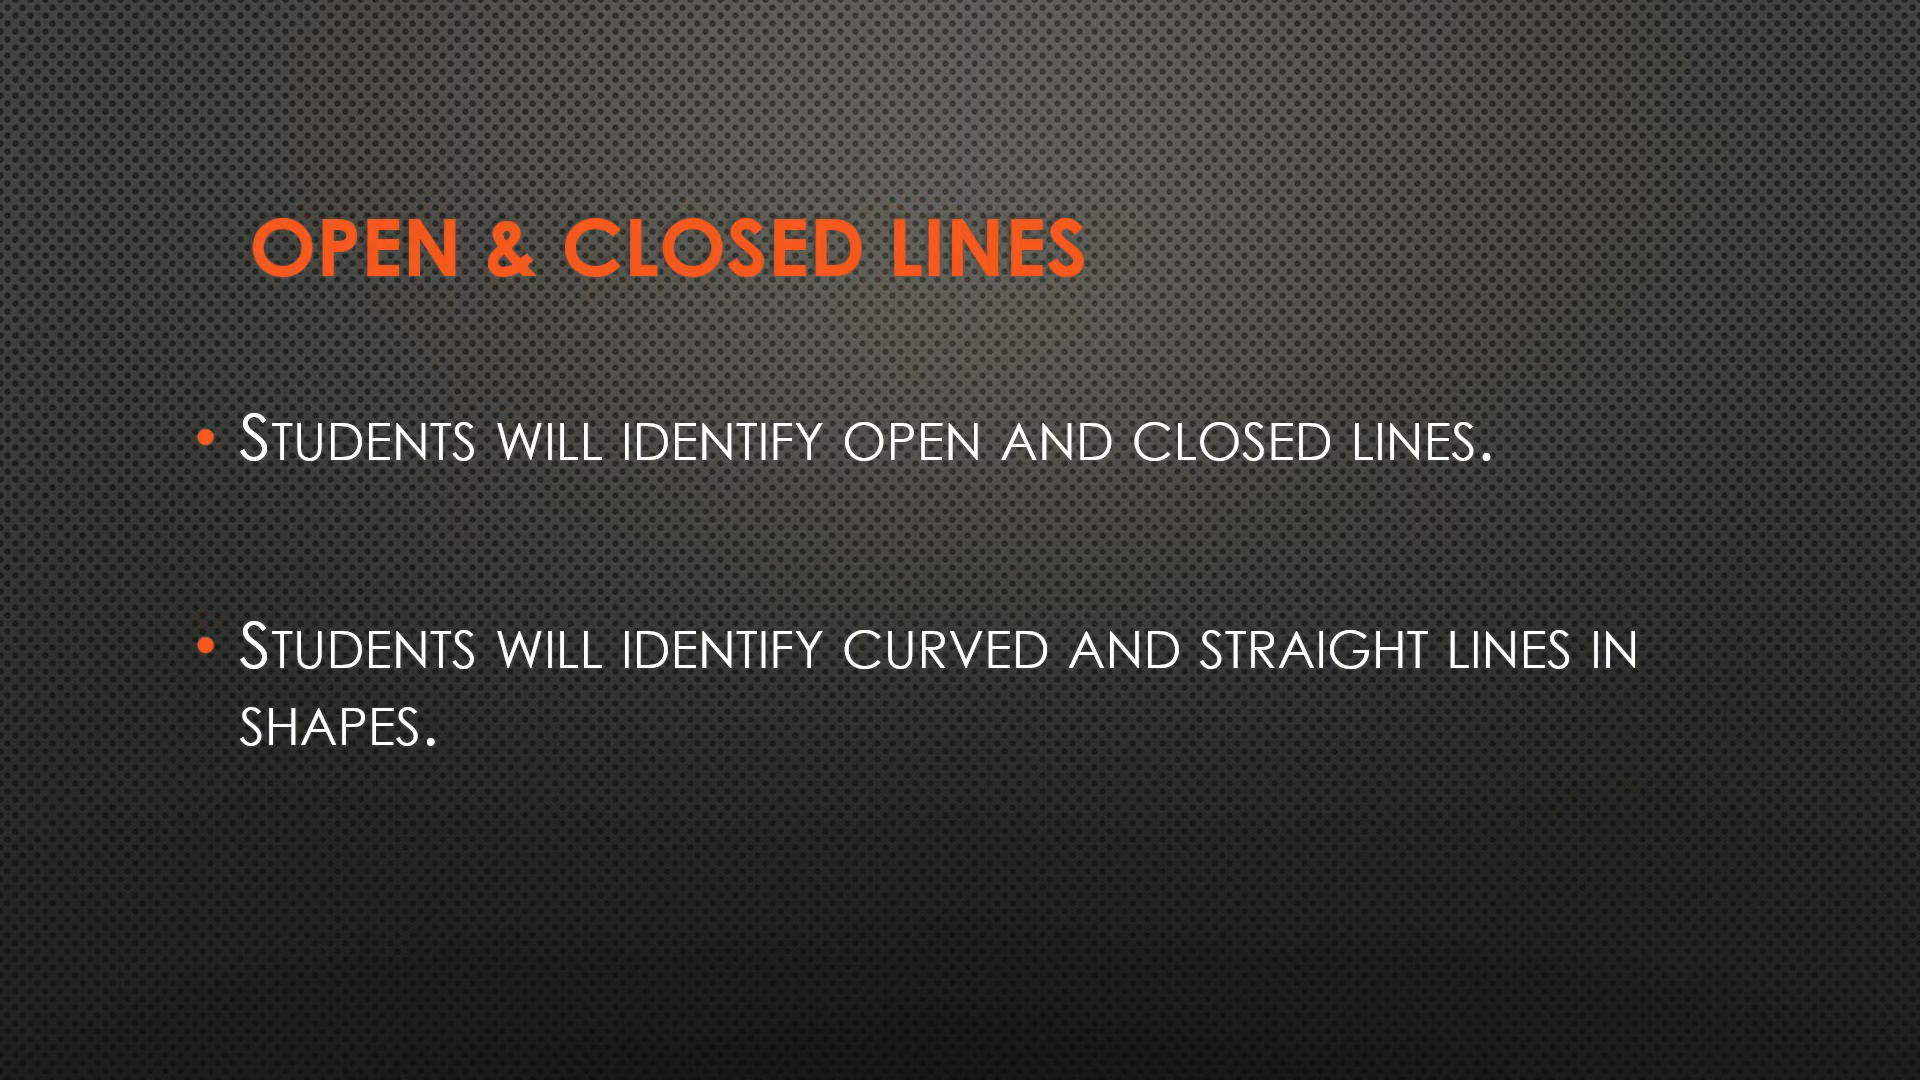 OPEN & CLOSED LINES
• Students will identify open and closed lines.
• Students will identify curved and straight lines in
shapes.